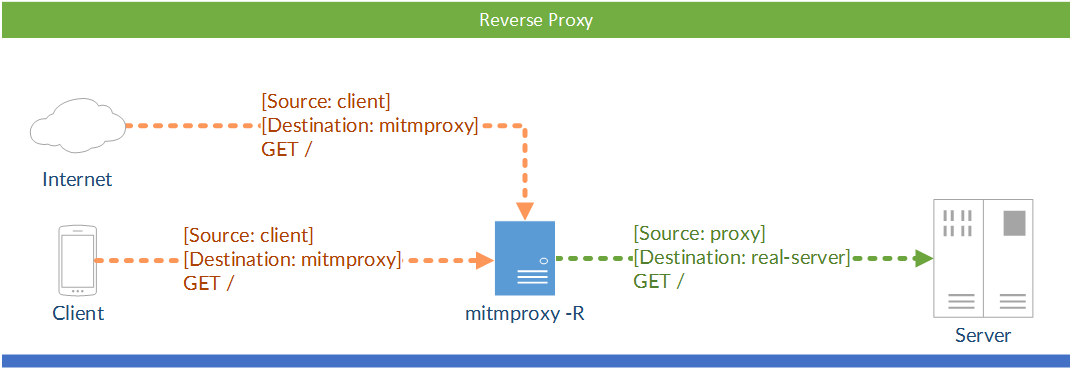 Reverse Proxy
[Source: client]
[Destination: mitmproxy]
GET /
Internet
[Source: client]
[Destination: mitmproxy]
GET /
Client
mitmproxy -R
[Source: proxy]
[Destination: real-server]
GET /
Server